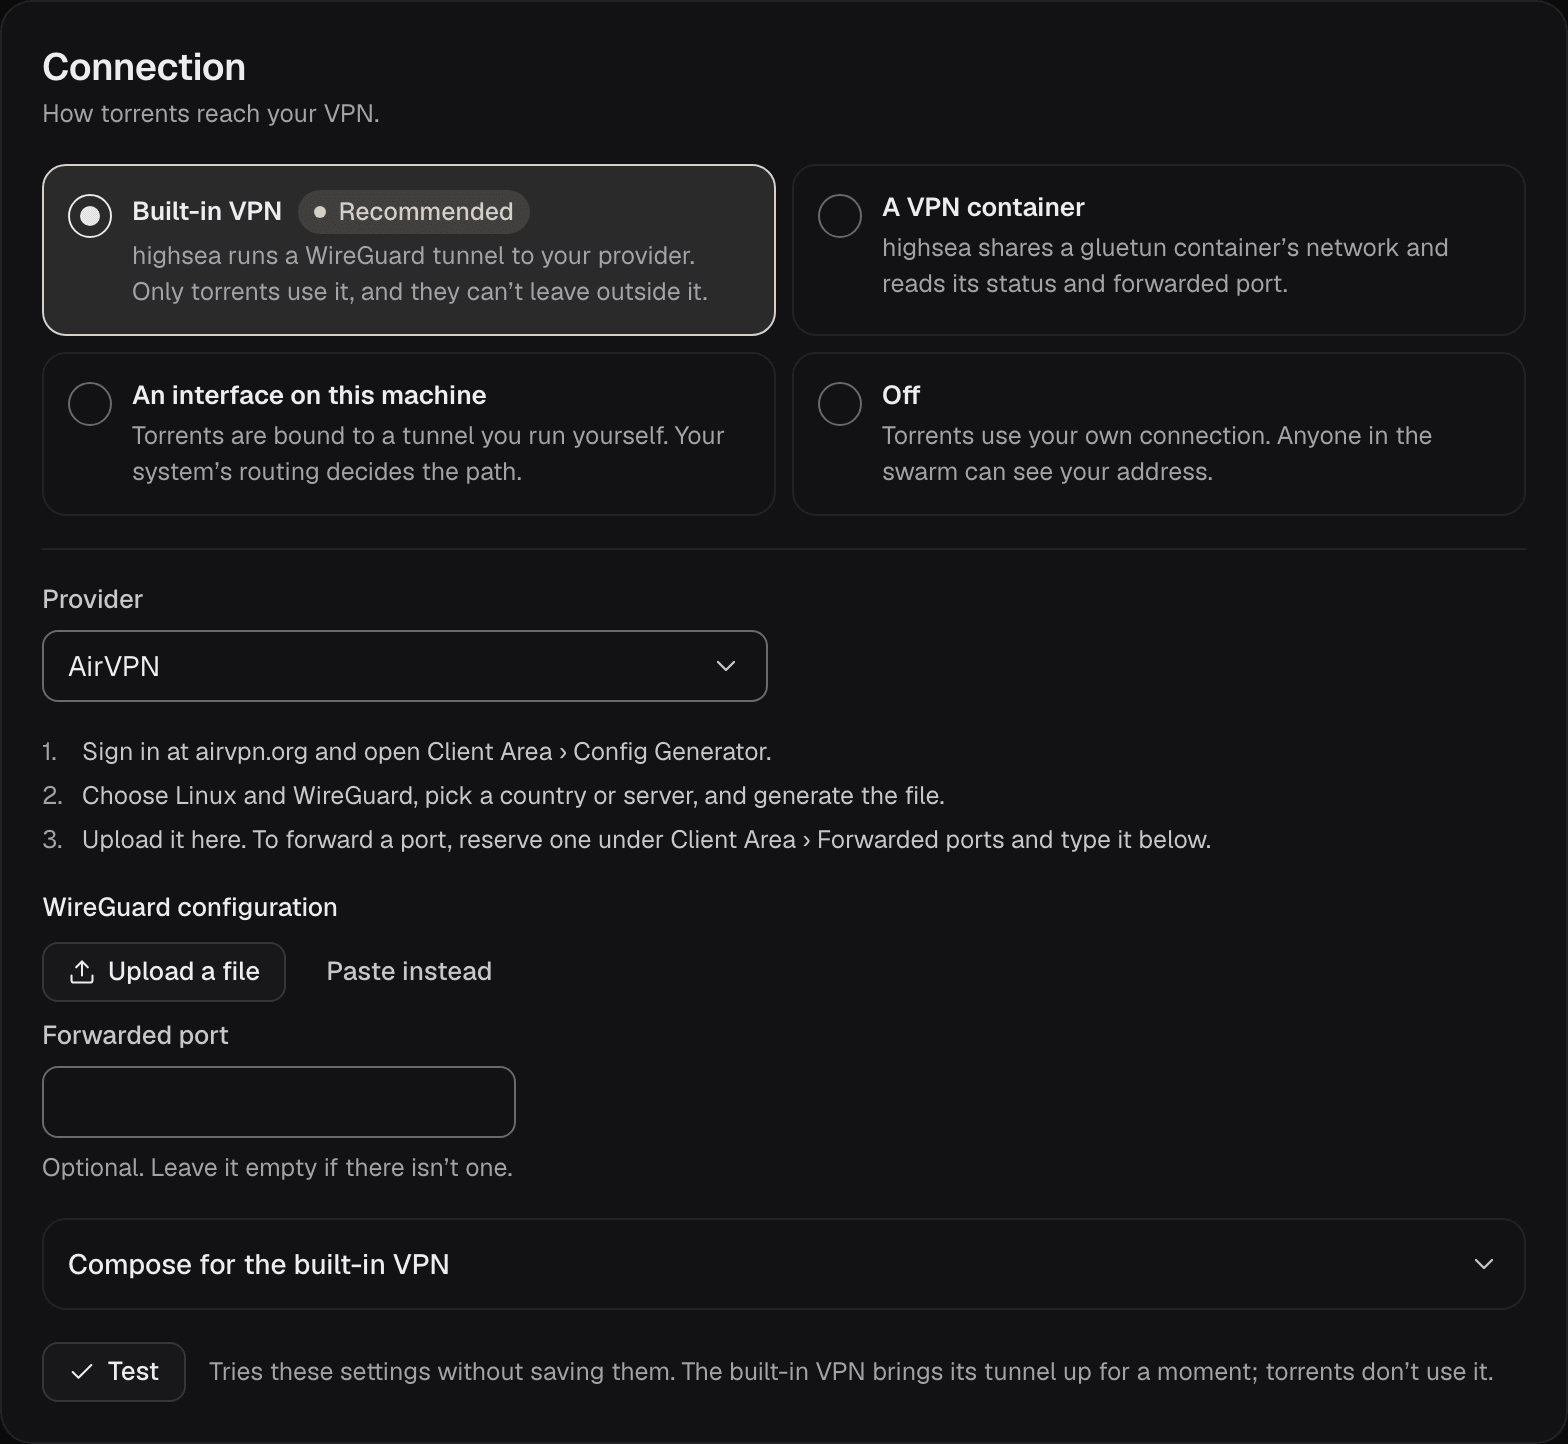 Connection
How torrents reach your VPN.
Built-in VPN
Recommended
highsea runs a WireGuard tunnel to your provider.
Only torrents use it, and they can’t leave outside it.
A VPN container
highsea shares a gluetun container’s network and
reads its status and forwarded port.
An interface on this machine
Torrents are bound to a tunnel you run yourself. Your
system’s routing decides the path.
Off
Torrents use your own connection. Anyone in the
swarm can see your address.
Provider
AirVPN
1. Sign in at airvpn.org and open Client Area › Config Generator.
2. Choose Linux and WireGuard, pick a country or server, and generate the file.
3. Upload it here. To forward a port, reserve one under Client Area › Forwarded ports and type it below.
WireGuard configuration
Upload a file
Paste instead
Forwarded port
Optional. Leave it empty if there isn’t one.
Compose for the built-in VPN
Test
Tries these settings without saving them. The built-in VPN brings its tunnel up for a moment; torrents don’t use it.